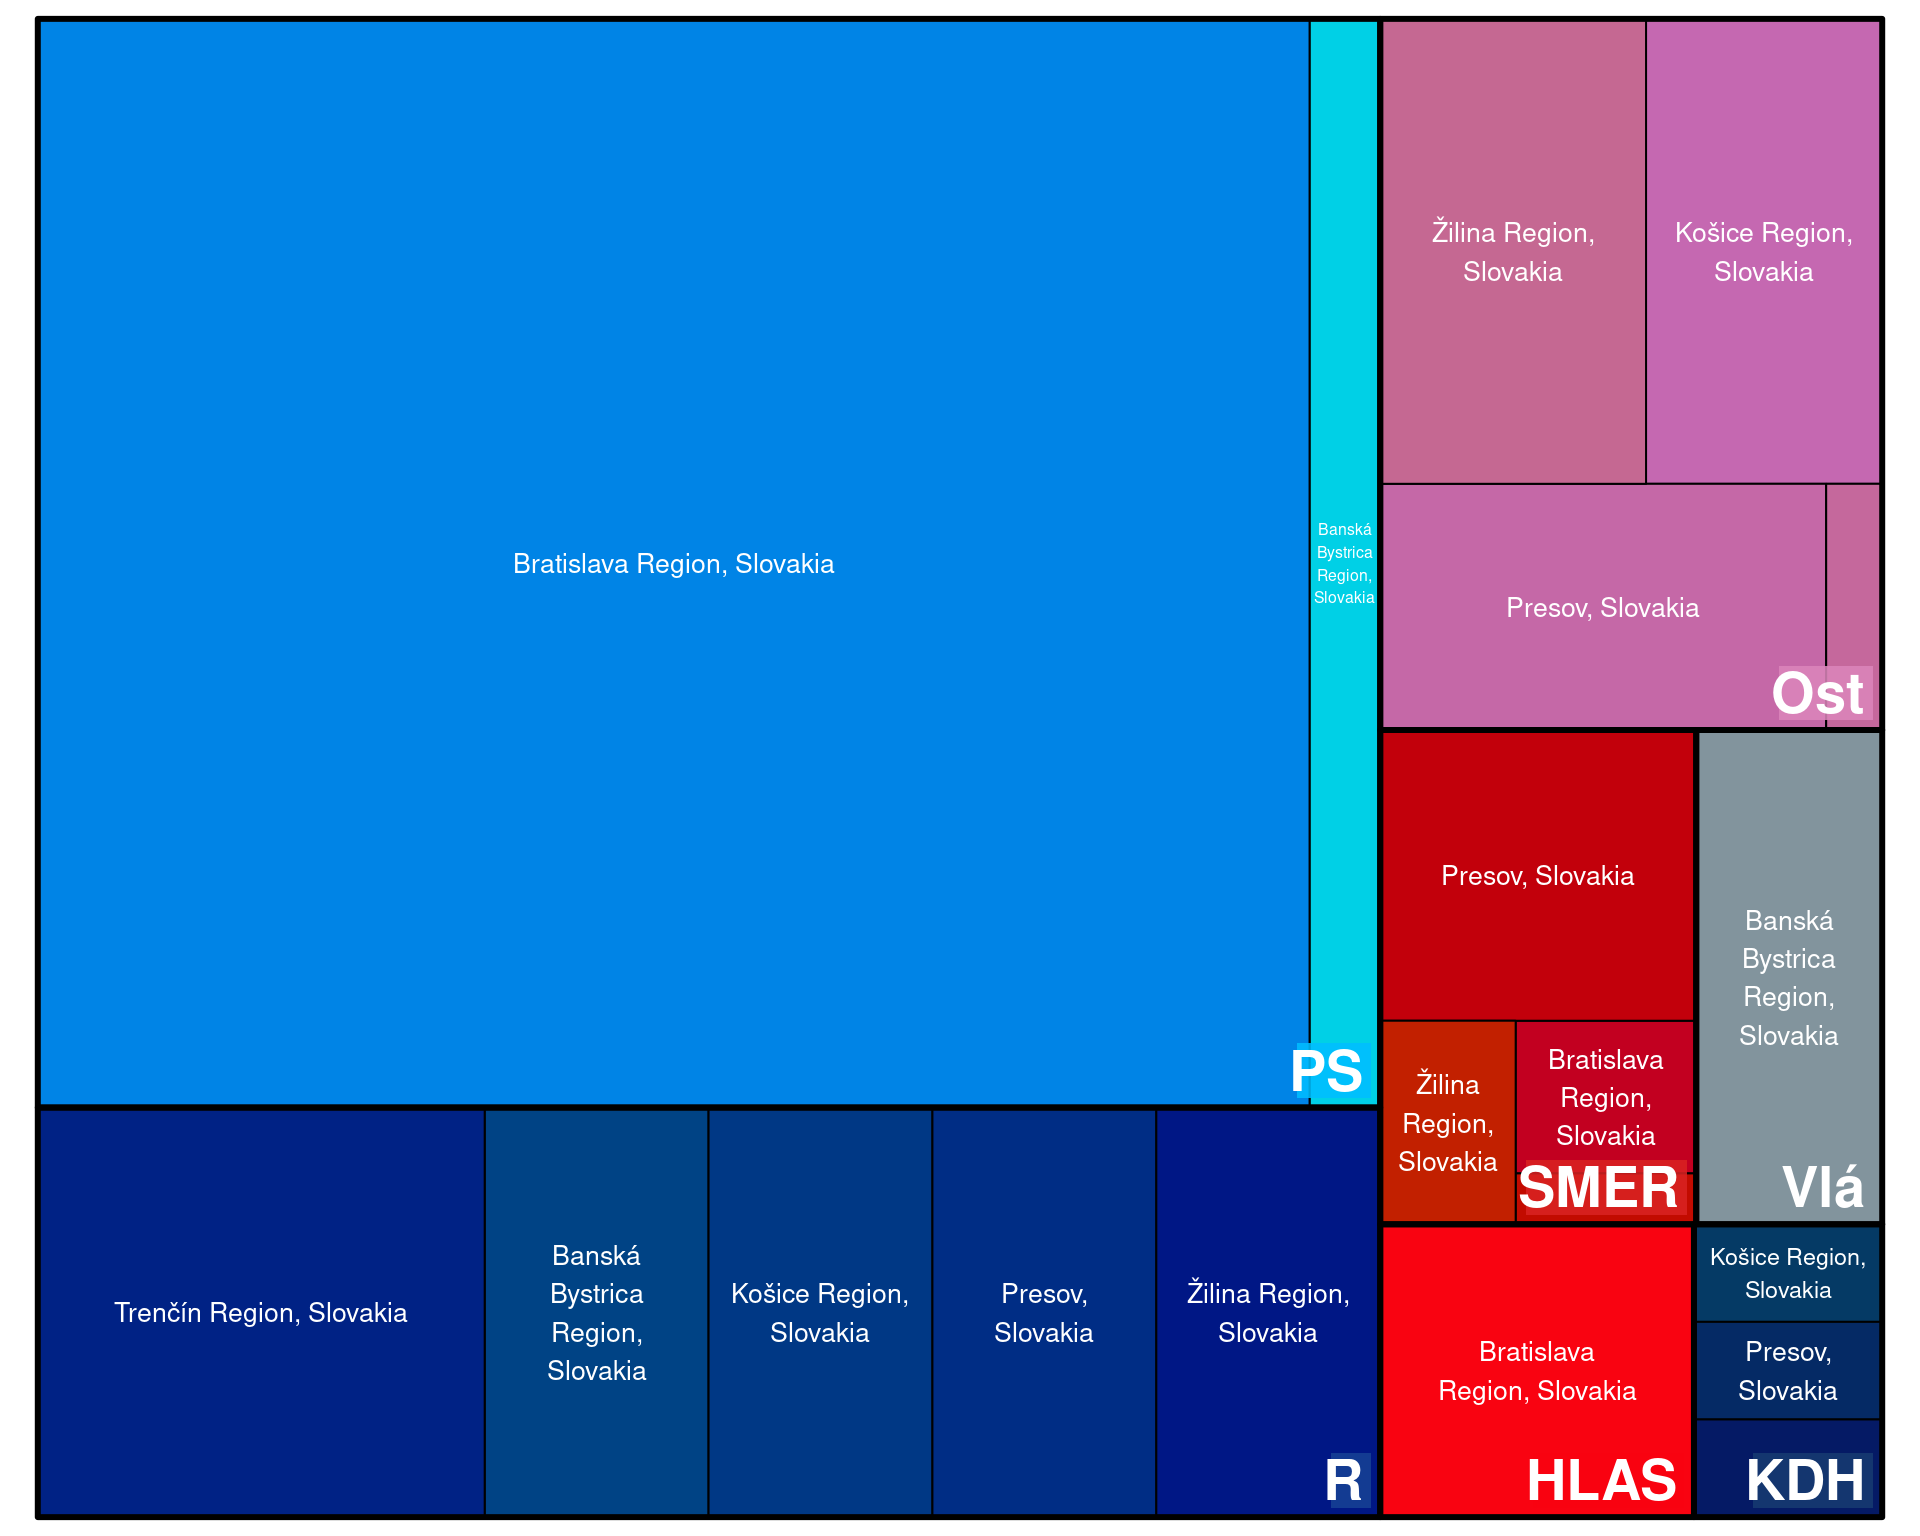 Bratislava Region, Slovakia
Banská
Bystrica
Region,
Slovakia
PS
Žilina Region,
Slovakia
Košice Region,
Slovakia
Presov, Slovakia
Ost
Presov, Slovakia
Žilina
Region,
Slovakia
Bratislava
Region,
Slovakia
SMER
Banská
Bystrica
Region,
Slovakia
Vlá
Trenčín Region, Slovakia
Banská
Bystrica
Region,
Slovakia
Košice Region,
Slovakia
Presov,
Slovakia
Žilina Region,
Slovakia
R
Bratislava
Region, Slovakia
HLAS
Košice Region,
Slovakia
Presov,
Slovakia
KDH